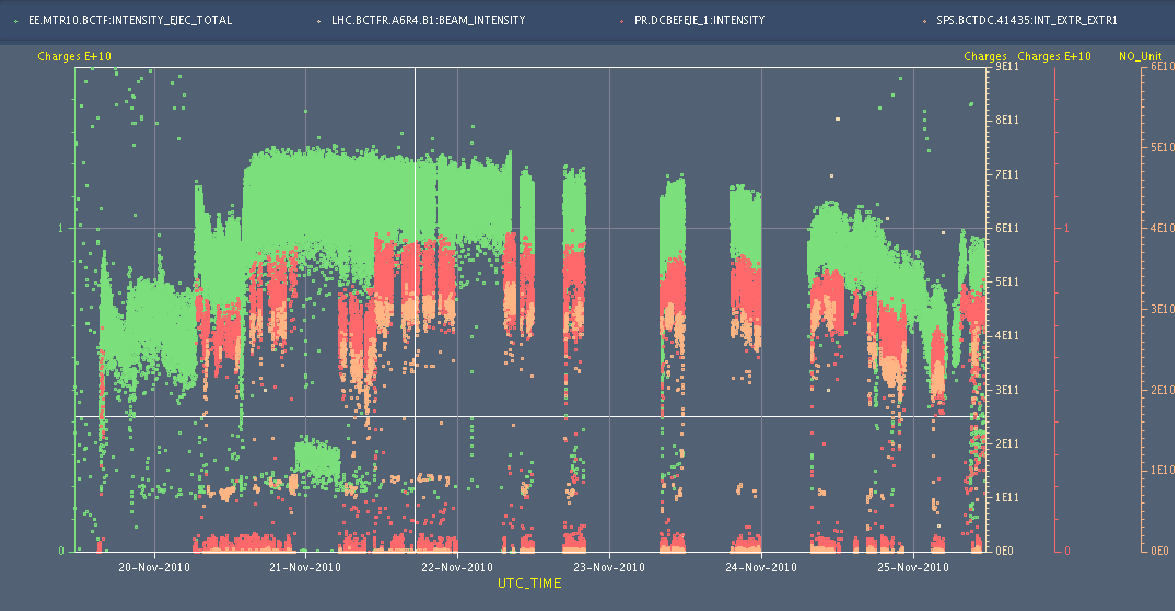 EE.MTR10.BCTF:INTENSITY_EJEC_TOTAL LHC.BCTFR.A6R4.B1:BEAM_INTENSITY PR.DCBEFEJE_1:INTENSITY SPS.BCTDC.41435:INT_EXTR_EXTR1
Charges E+10 Charges Charges E+10 NO_Unit
9E11 6E10
8E11
5E10
7E11
1 6E11 1 4E10
5E11
3E10
4E11
3E11 2E10
2E11
1E10
1E11
0 0E0 0 0E0
20-Nov-2010 21-Nov-2010 22-Nov-2010 23-Nov-2010 24-Nov-2010 25-Nov-2010
UTC_TIME